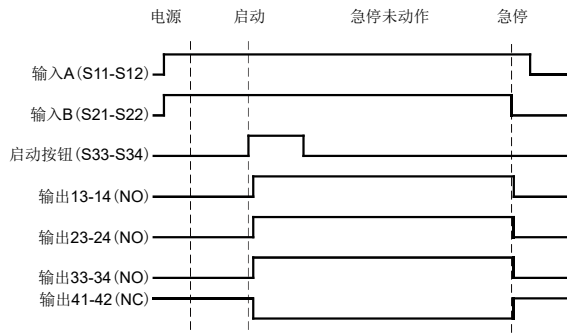 电源 启动 急停未动作 急停
输入A(S11-S12)
输入B(S21-S22)
启动按钮(S33-S34)
输出13-14(NO)
输出23-24(NO)
输出33-34(NO)
输出41-42(NC)